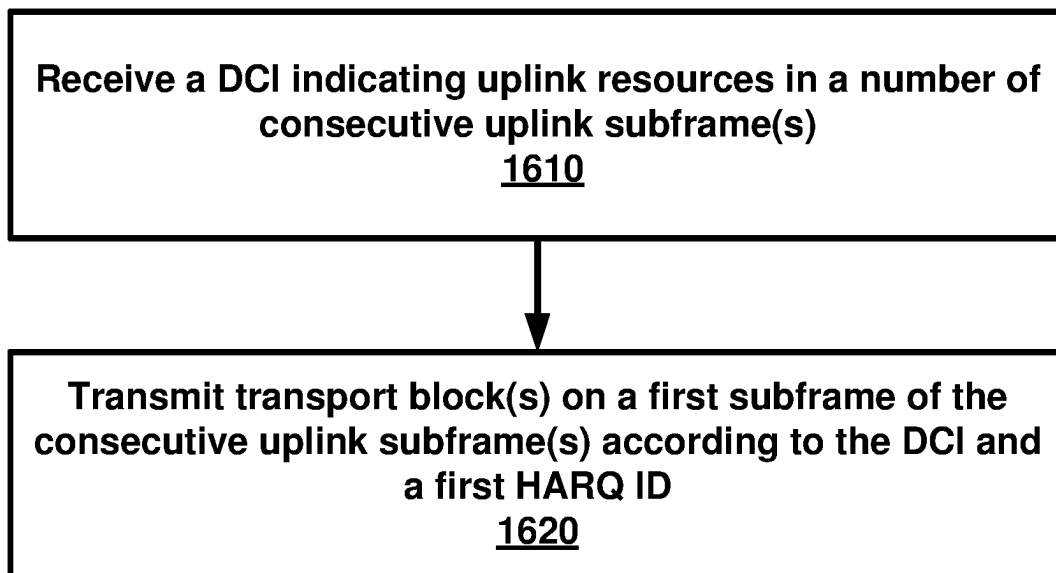 Receive a DCI indicating uplink resources in a number of
consecutive uplink subframe(s)
1610
Transmit transport block(s) on a first subframe of the
consecutive uplink subframe(s) according to the DCI and
a first HARQ ID
1620